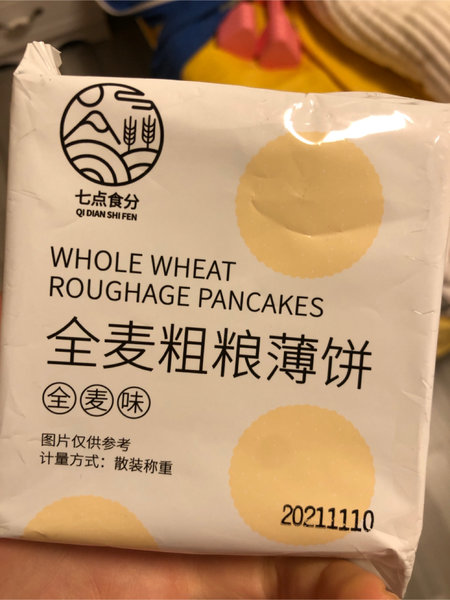 七点食分
QI DIAN SHI FEN
WHOLE WHEAT
ROUGHAGE PANCAKES
全麦粗粮薄饼
全麦味
图片仅供参考
计量方式：散装称重
20211110